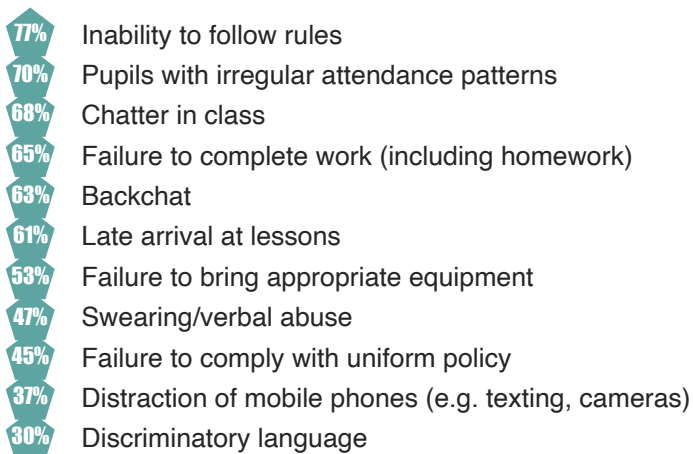 77% Inability to follow rules
70% Pupils with irregular attendance patterns
68% Chatter in class
65% Failure to complete work (including homework)
63% Backchat
61% Late arrival at lessons
53% Failure to bring appropriate equipment
47% Swearing/verbal abuse
45% Failure to comply with uniform policy
37% Distraction of mobile phones (e.g. texting, cameras)
30% Discriminatory language